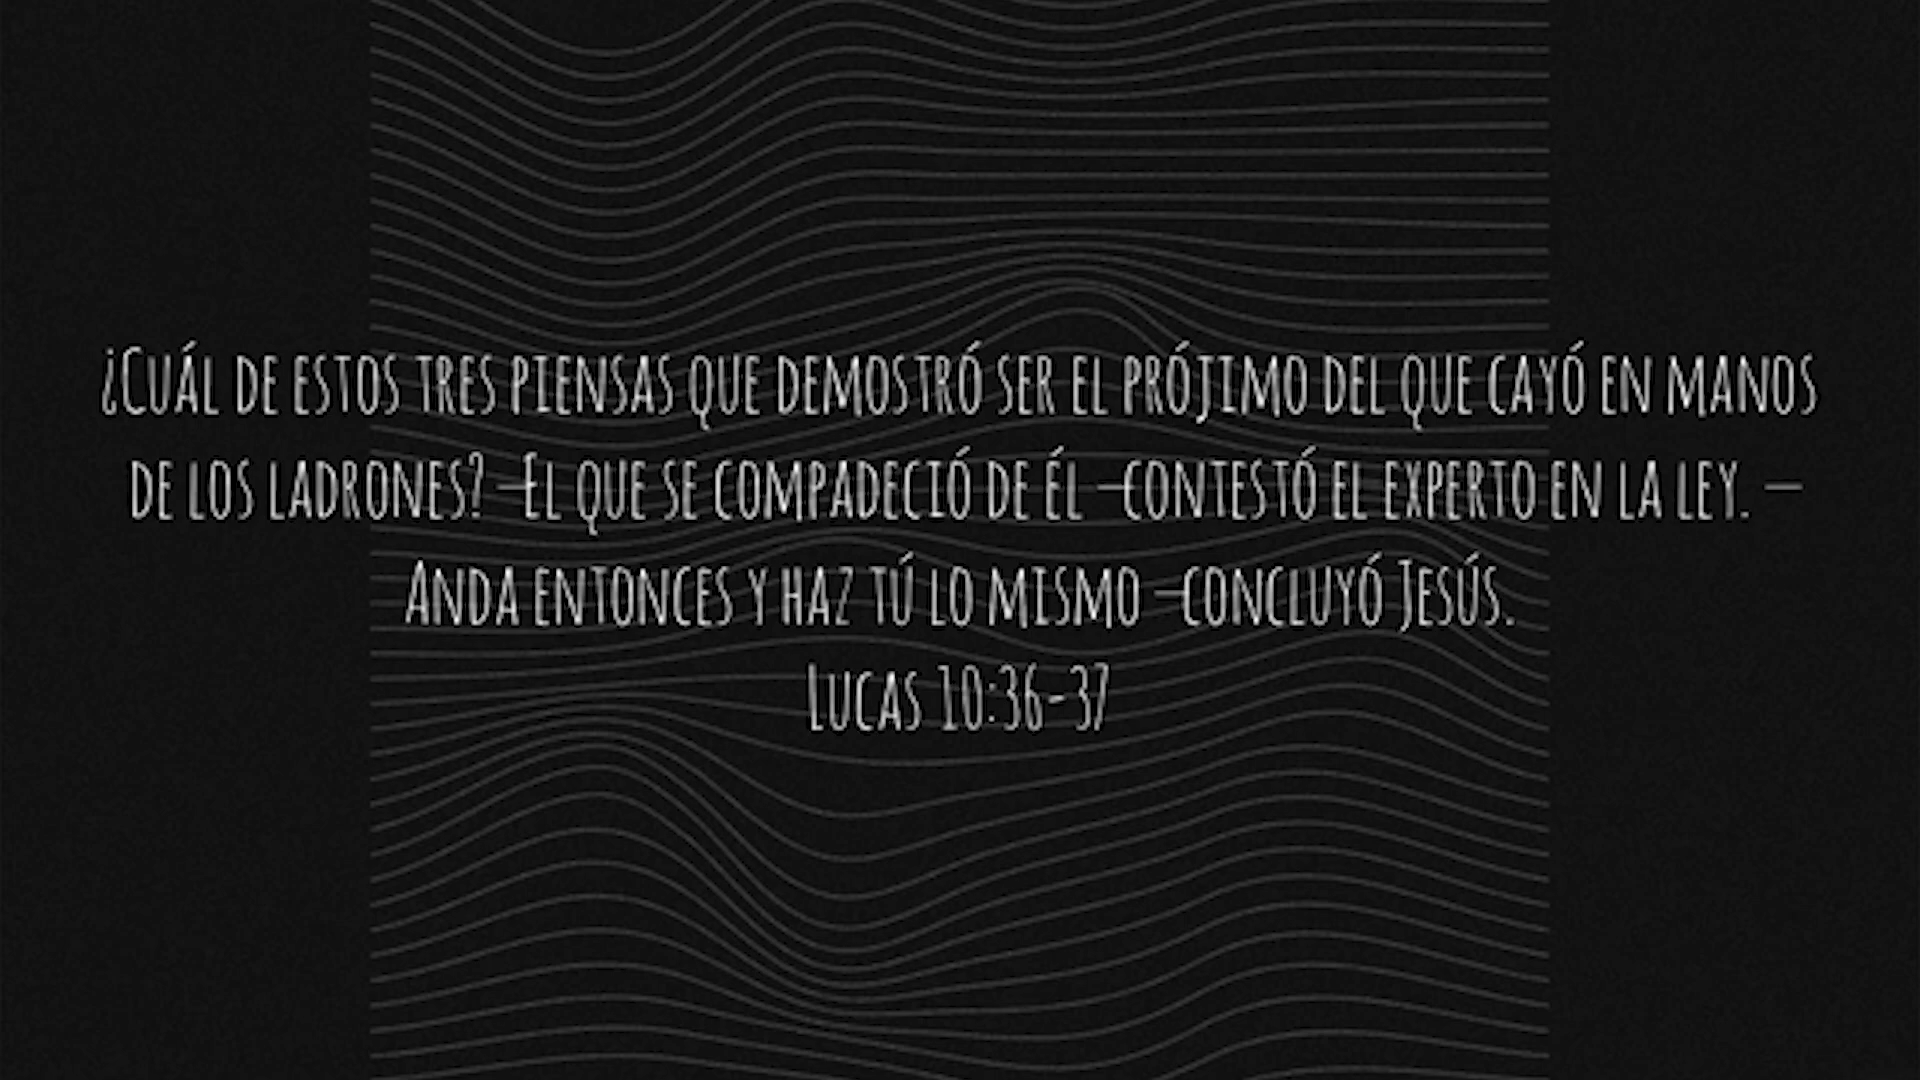 ¿Cuál de estos tres piensas que demostró ser el prójimo del que cayó en manos
de los ladrones? —El que se compadeció de él —contestó el experto en la ley. —
Anda entonces y haz tú lo mismo —concluyó Jesús.
Lucas 10:36-37